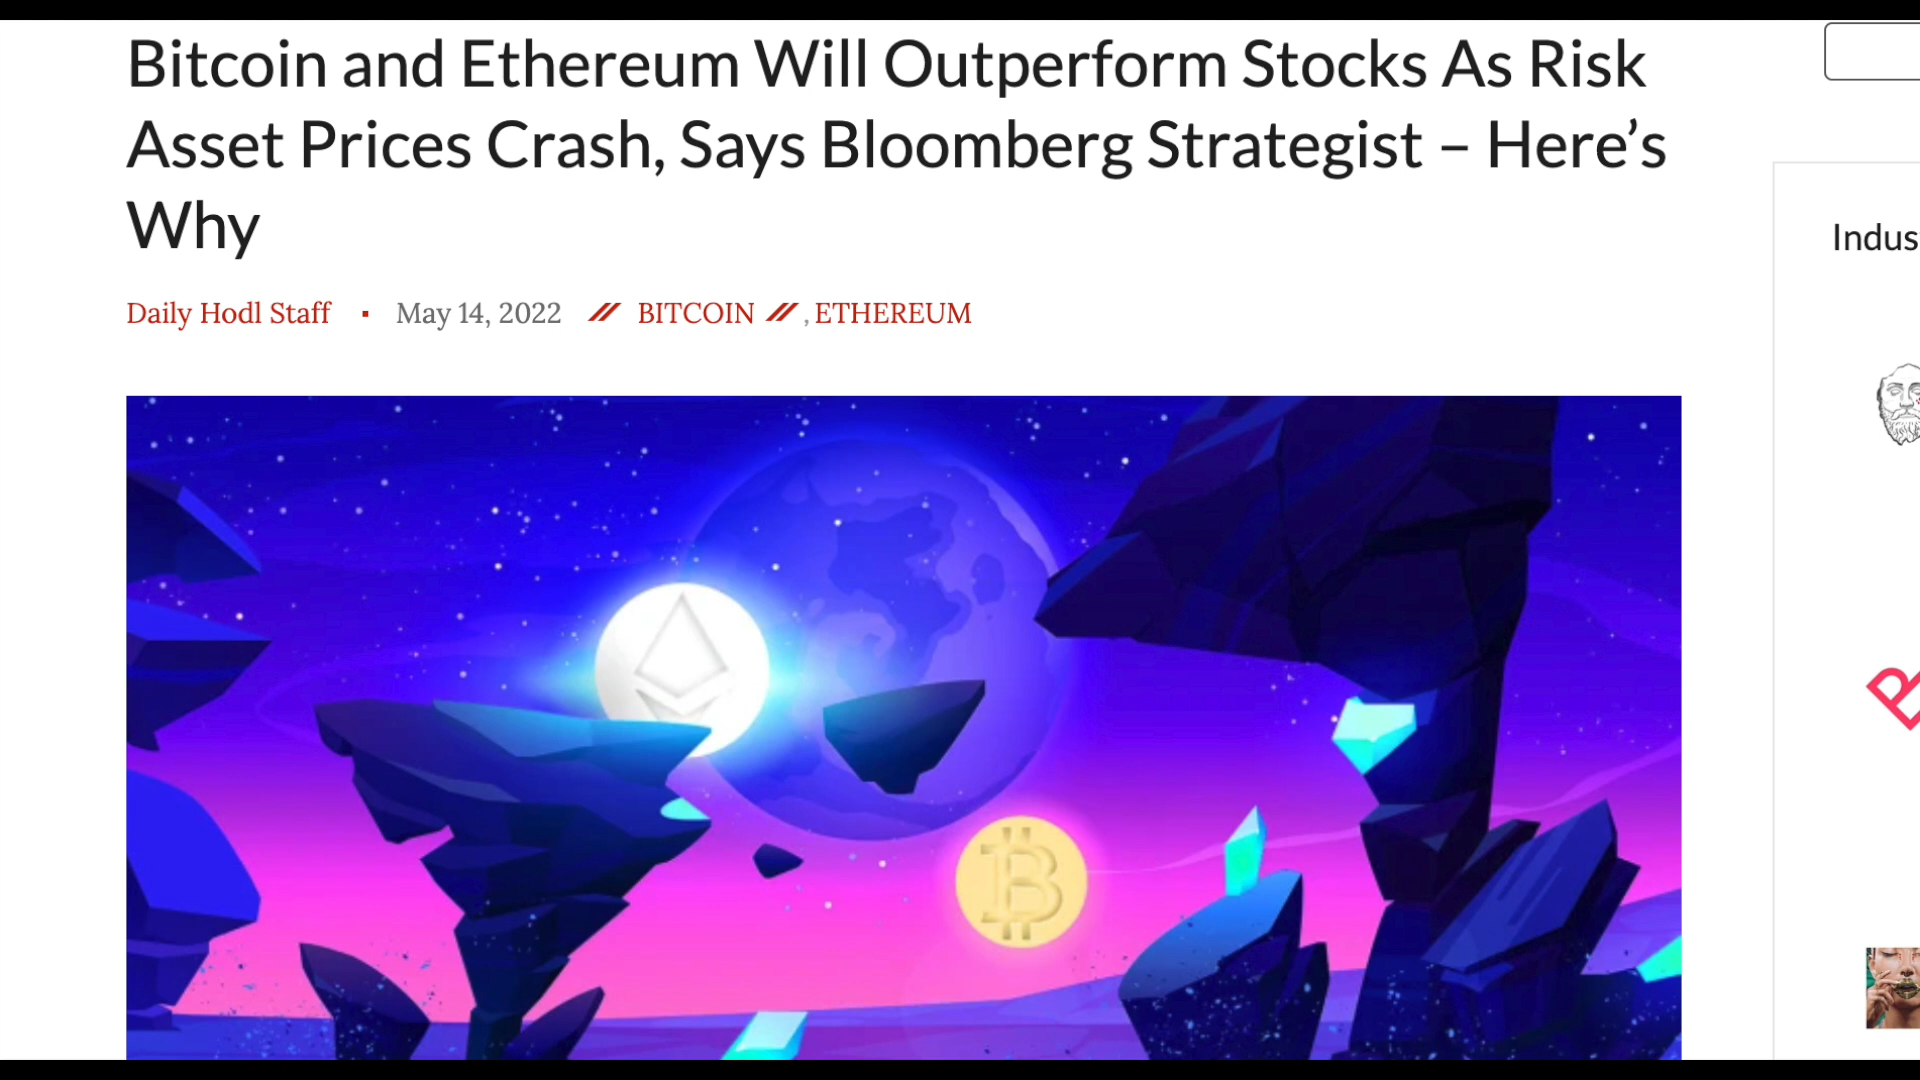 Bitcoin and Ethereum Will Outperform Stocks As Risk
Asset Prices Crash, Says Bloomberg Strategist – Here’s
Why
Daily Hodl Staff ▪ May 14, 2022 // BITCOIN // , ETHEREUM
Indus